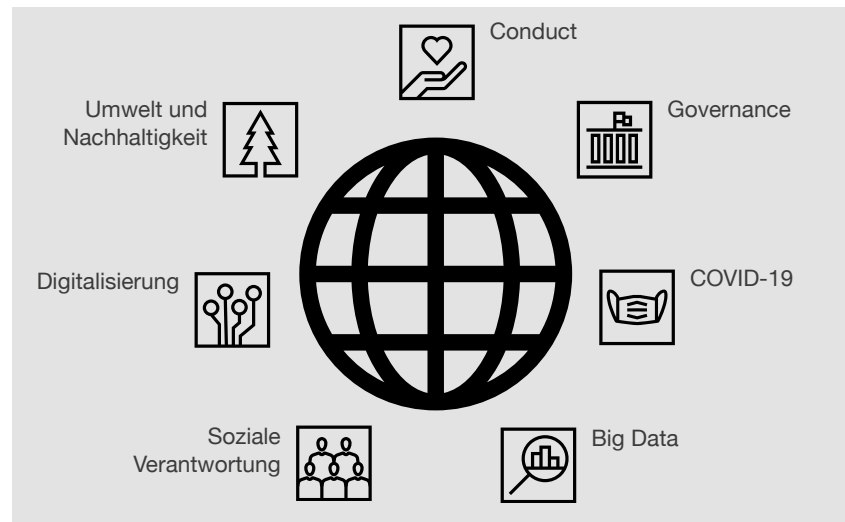 Conduct
Umwelt und
Nachhaltigkeit
Governance
Digitalisierung
COVID-19
Soziale
Verantwortung
Big Data